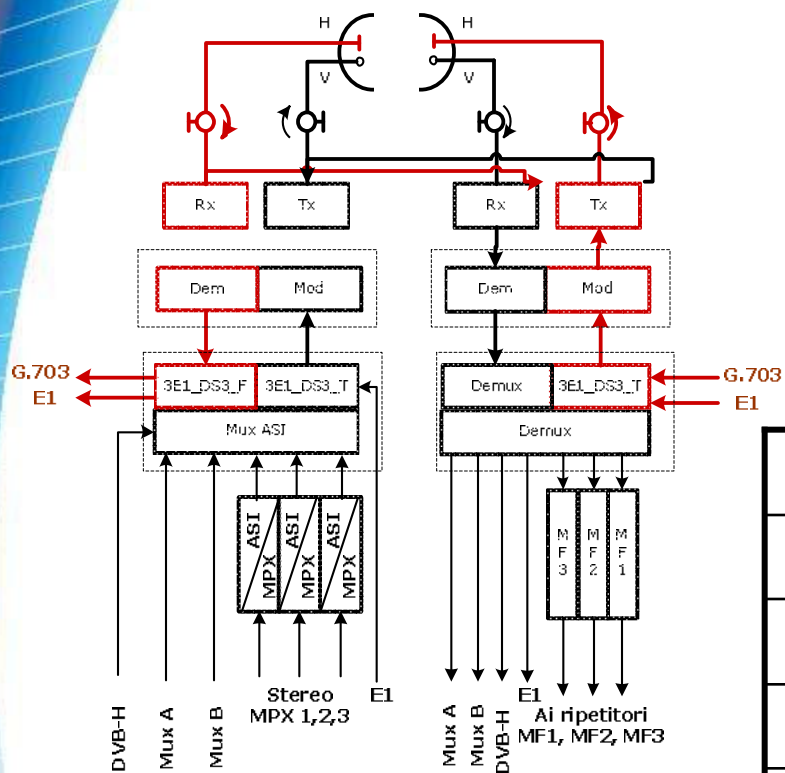 H H
V V
Rx Tx Rx Tx
Dem Mod Dem Mod
G.703 3E1_DS3_F 3E1_DS3_T Demux 3E1_DS3_T G.703
E1 E1
Mux ASI Demux
ASI MPX ASI MPX ASI MPX
MF3 MF2 MF1
DVB-H Mux A Mux B
Stereo
MPX 1,2,3
E1
Mux A Mux B DVB-H
E1
Ai ripetitori
MF1, MF2, MF3